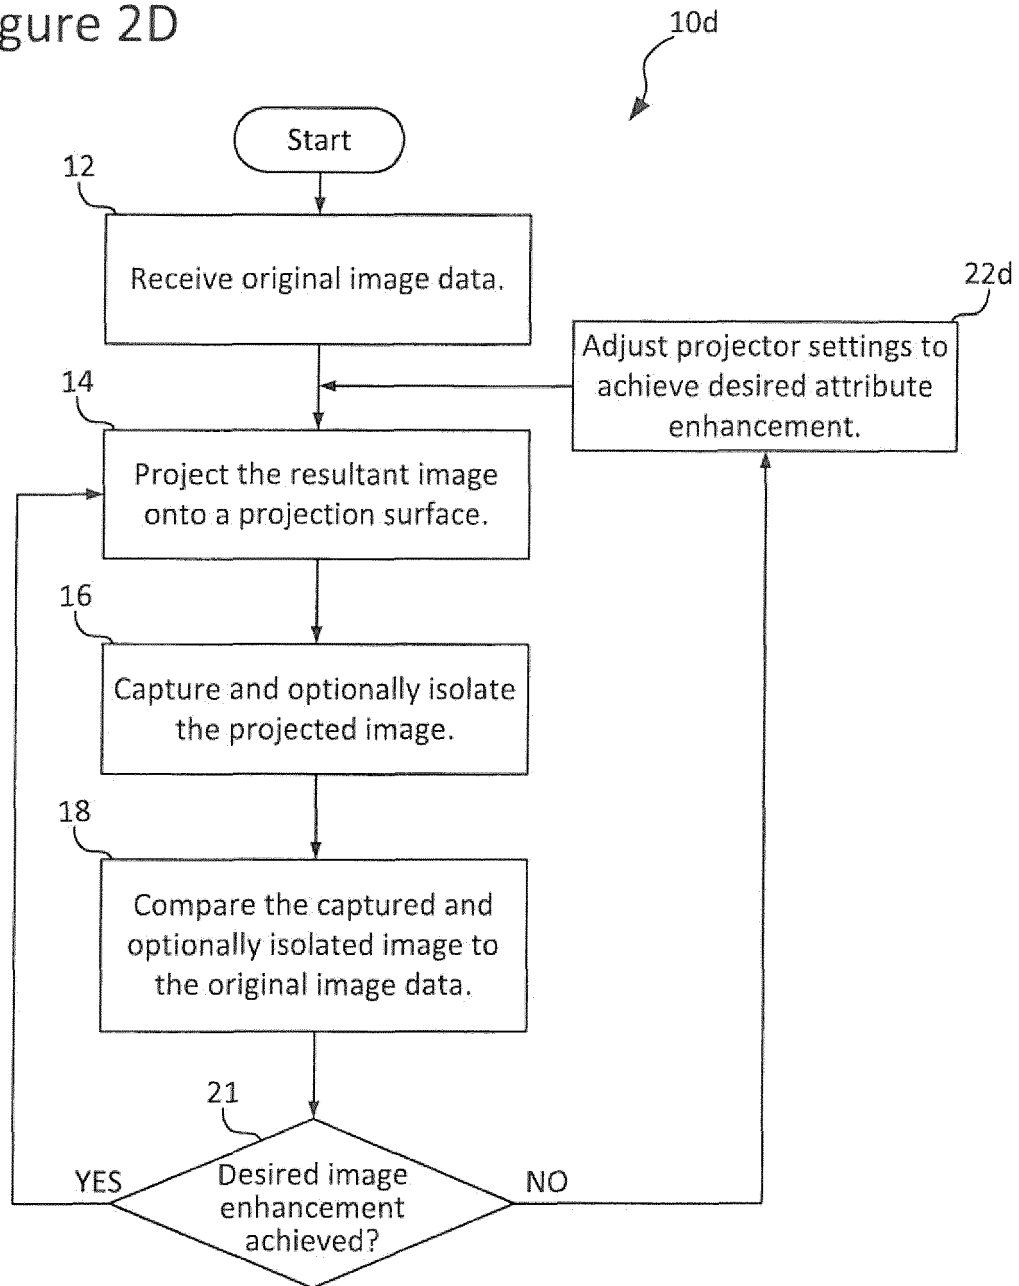 gure 2D
10d
Start
12
Receive original image data.
22d
Adjust projector settings to
achieve desired attribute
enhancement.
14
Project the resultant image
onto a projection surface.
16
Capture and optionally isolate
the projected image.
18
Compare the captured and
optionally isolated image to
the original image data.
21
YES
Desired image
enhancement
achieved?
NO